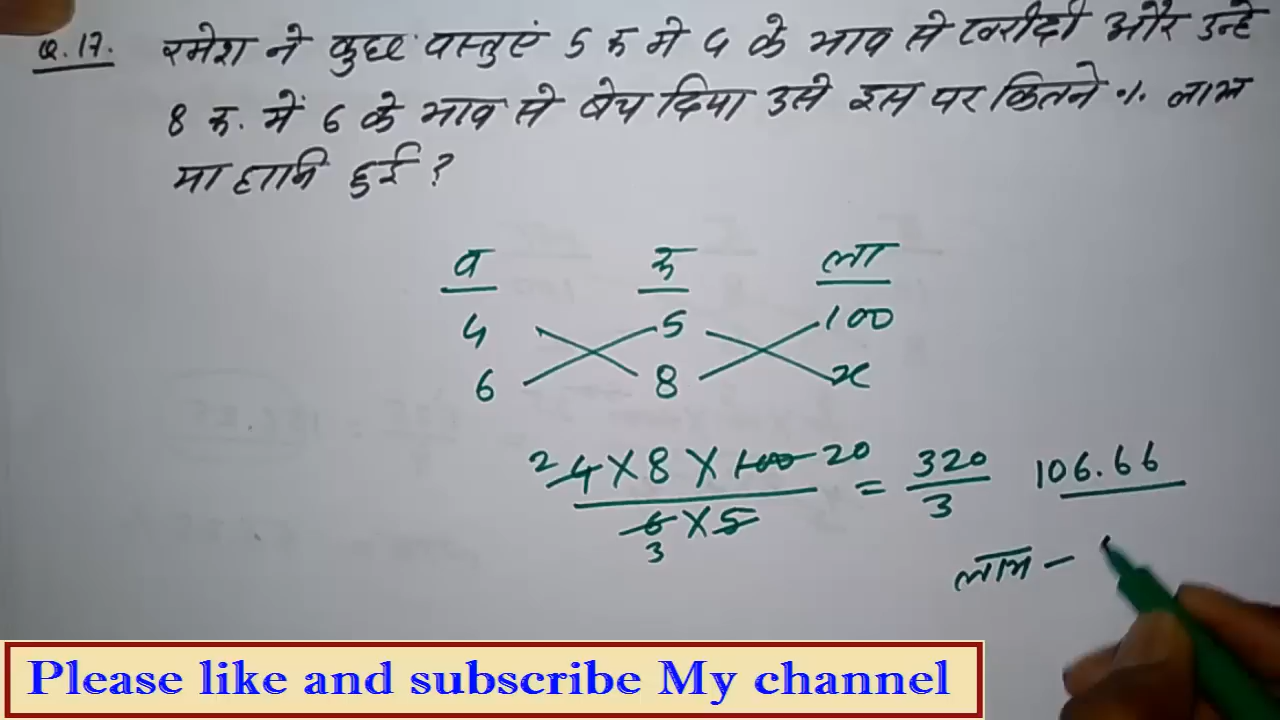 Q.17. रमेश ने कुछ वस्तुएं 5 रु मे 4 के भाव से खरीदी और उन्हे
8 रु. में 6 के भाव से बेच दिया उसे इस पर कितने %. लाभ
या हानि हुई ?
व रु ला
4 5 100
6 8 x
2 4 X 8 X 100 20 = 320 106.66
6 X 5 3
3
लाभ -
Please like and subscribe My channel